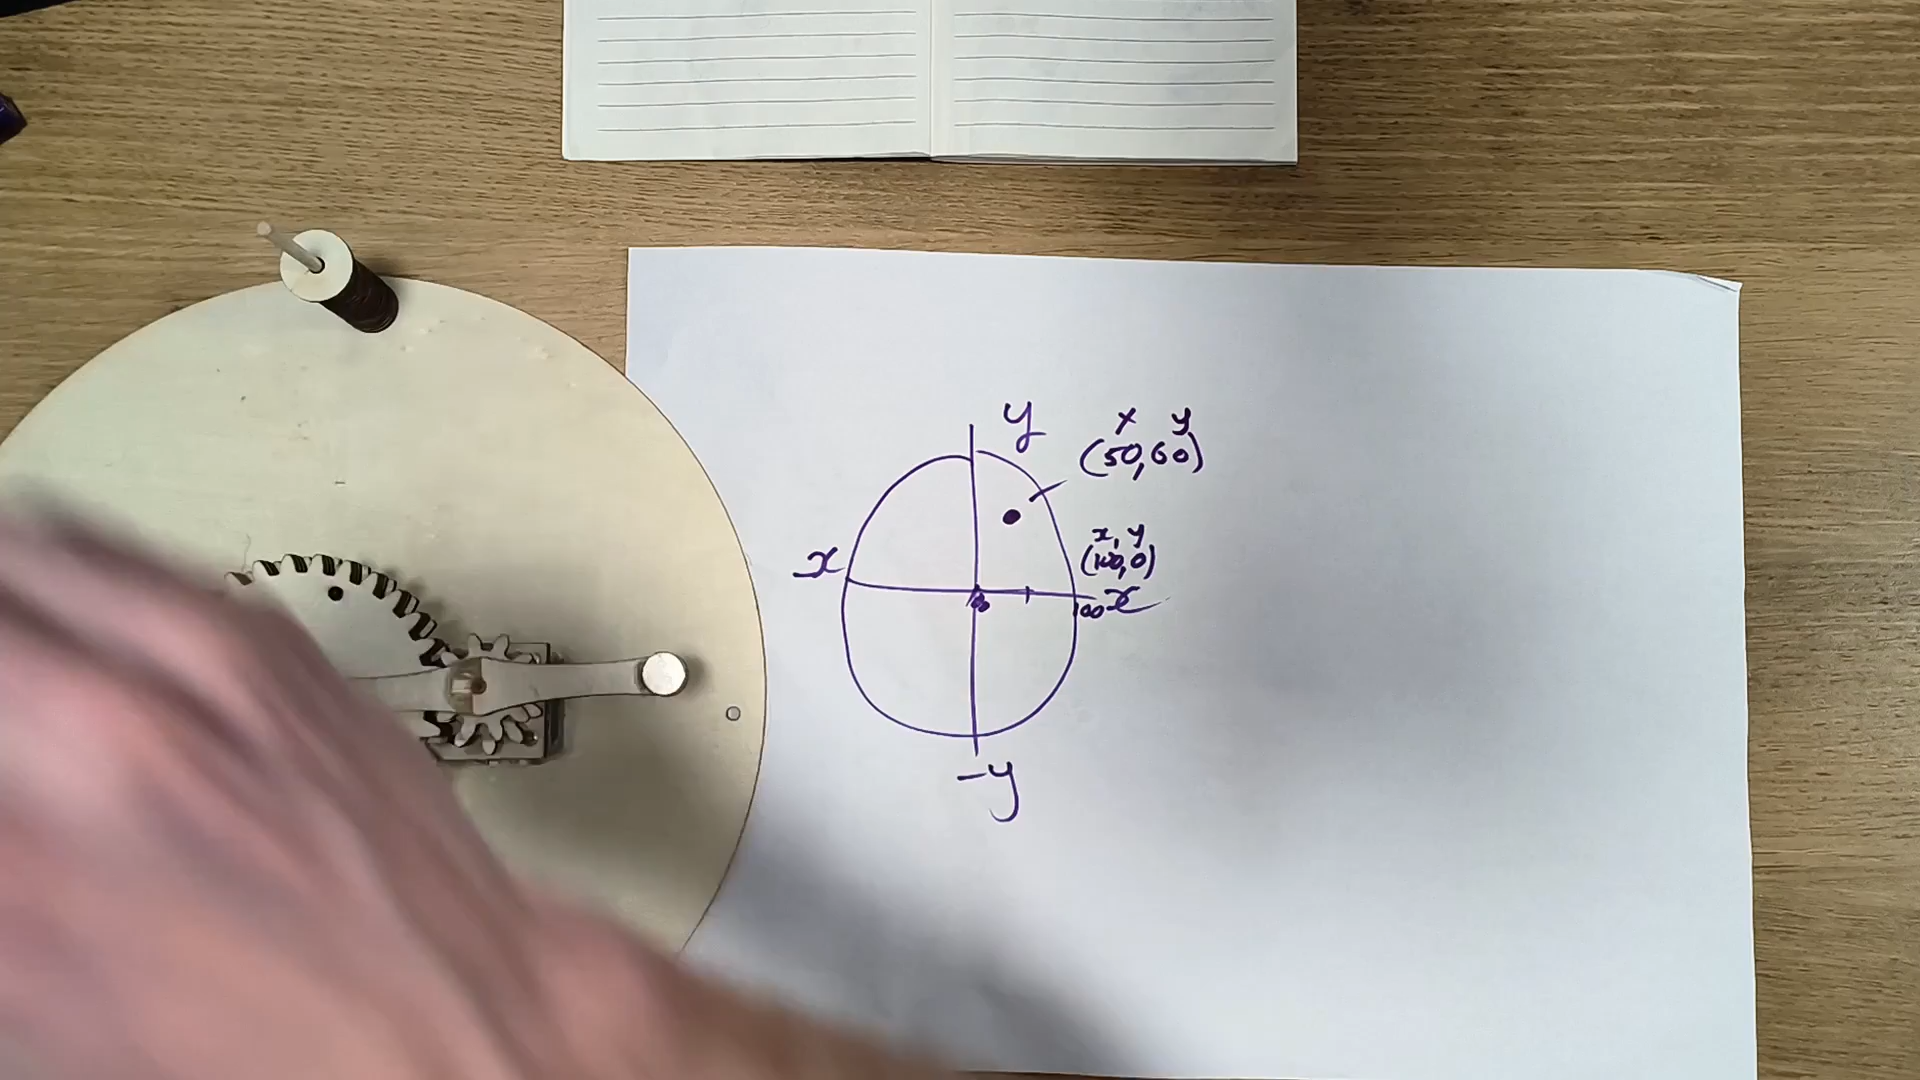 y
x y
(50,60)
x, y
(100,0)
x
100 x
-y